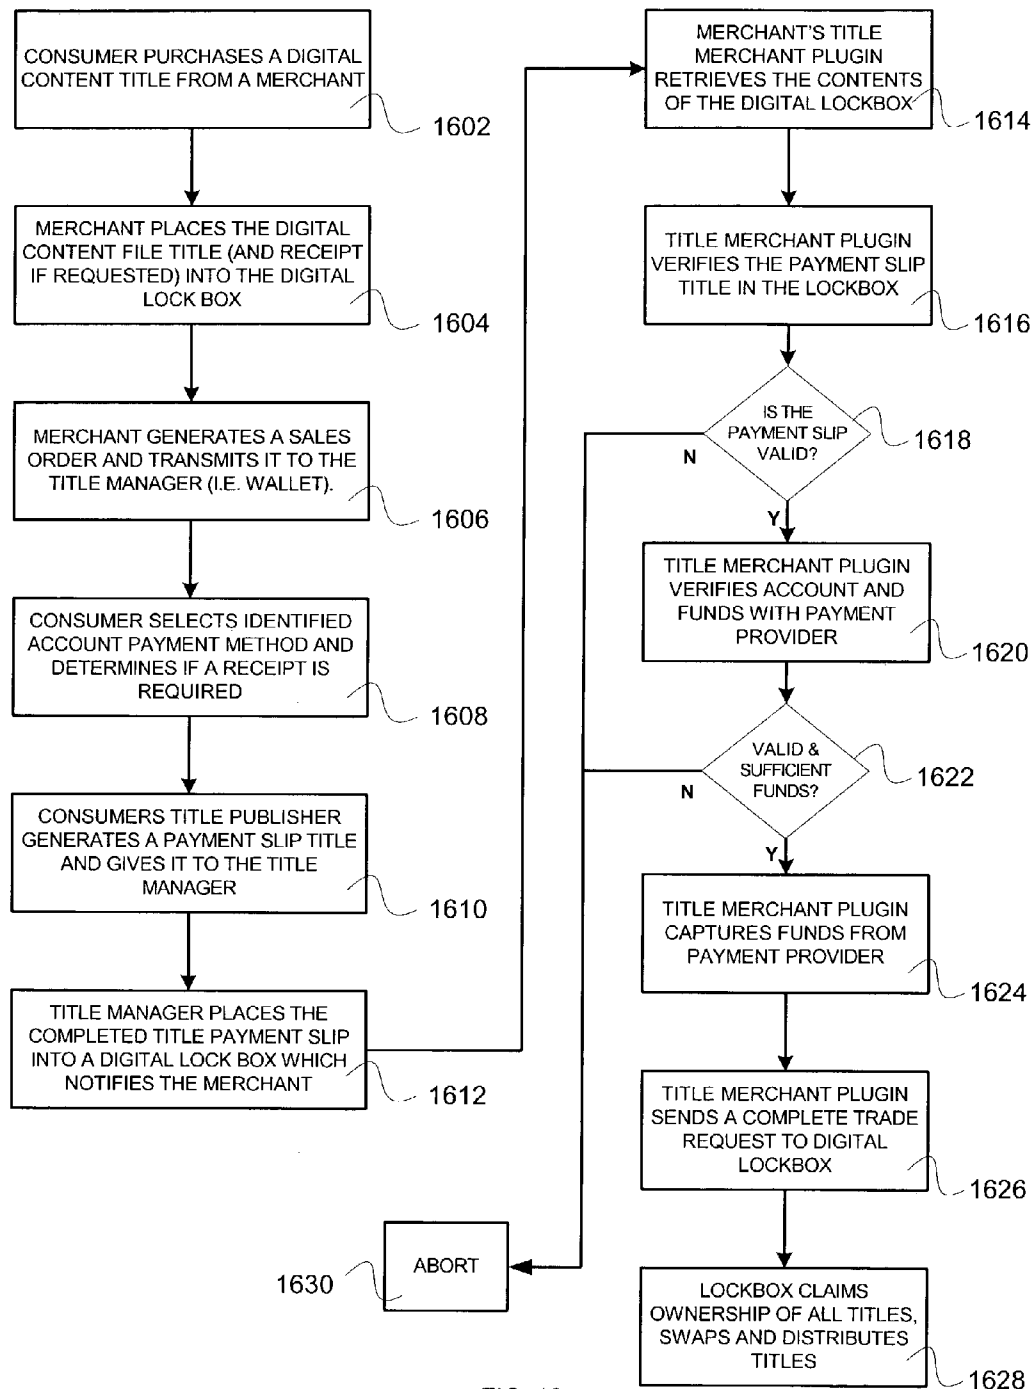 CONSUMER PURCHASES A DIGITAL
CONTENT TITLE FROM A MERCHANT
1602
MERCHANT PLACES THE DIGITAL
CONTENT FILE TITLE (AND RECEIPT
IF REQUESTED) INTO THE DIGITAL
LOCK BOX
1604
MERCHANT GENERATES A SALES
ORDER AND TRANSMITS IT TO THE
TITLE MANAGER (I.E. WALLET).
1606
CONSUMER SELECTS IDENTIFIED
ACCOUNT PAYMENT METHOD AND
DETERMINES IF A RECEIPT IS
REQUIRED
1608
CONSUMERS TITLE PUBLISHER
GENERATES A PAYMENT SLIP TITLE
AND GIVES IT TO THE TITLE
MANAGER
1610
TITLE MANAGER PLACES THE
COMPLETED TITLE PAYMENT SLIP
INTO A DIGITAL LOCK BOX WHICH
NOTIFIES THE MERCHANT
1612
MERCHANT'S TITLE
MERCHANT PLUGIN
RETRIEVES THE CONTENTS
OF THE DIGITAL LOCKBOX
1614
TITLE MERCHANT PLUGIN
VERIFIES THE PAYMENT SLIP
TITLE IN THE LOCKBOX
1616
IS THE
PAYMENT SLIP
VALID?
1618
N
Y
TITLE MERCHANT PLUGIN
VERIFIES ACCOUNT AND
FUNDS WITH PAYMENT
PROVIDER
1620
VALID &
SUFFICIENT
FUNDS?
1622
N
Y
TITLE MERCHANT PLUGIN
CAPTURES FUNDS FROM
PAYMENT PROVIDER
1624
TITLE MERCHANT PLUGIN
SENDS A COMPLETE TRADE
REQUEST TO DIGITAL
LOCKBOX
1626
LOCKBOX CLAIMS
OWNERSHIP OF ALL TITLES,
SWAPS AND DISTRIBUTES
TITLES
1628
ABORT
1630